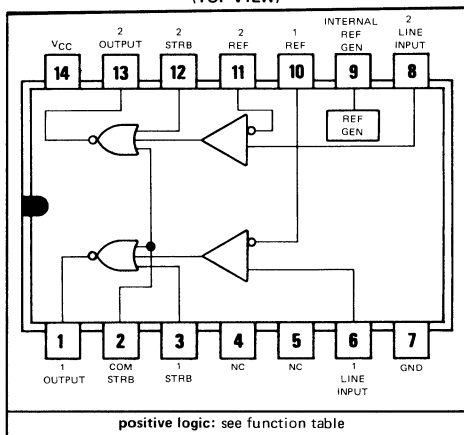 (TOP VIEW)
VCC
2 OUTPUT
2 STRB
2 REF
1 REF
INTERNAL REF GEN
2 LINE INPUT
14 13 12 11 10 9 8
REF GEN
1 2 3 4 5 6 7
1 OUTPUT
COM STRB
1 STRB
NC
NC
1 LINE INPUT
GND
positive logic: see function table